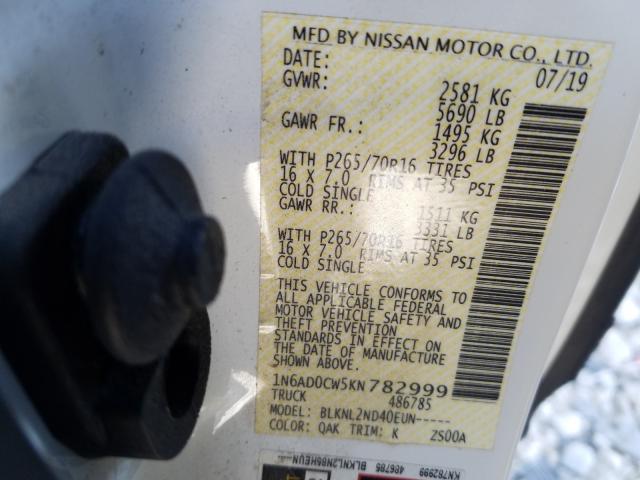 MFD BY NISSAN MOTOR CO., LTD.
DATE: 07/19
GVWR: 2581 KG
5690 LB
GAWR FR.: 1495 KG
3296 LB
WITH P265/70R16 TIRES
16 X 7.0 RIMS AT 35 PSI
COLD SINGLE
GAWR RR.: 1511 KG
3331 LB
WITH P265/70R16 TIRES
16 X 7.0 RIMS AT 35 PSI
COLD SINGLE
THIS VEHICLE CONFORMS TO
ALL APPLICABLE FEDERAL
MOTOR VEHICLE SAFETY AND
THEFT PREVENTION
STANDARDS IN EFFECT ON
THE DATE OF MANUFACTURE
SHOWN ABOVE.
1N6AD0CW5KN782999
TRUCK 486785
MODEL: BLKNL2ND40EUN-----
COLOR: QAK TRIM: K ZS00A
KN782999 486785